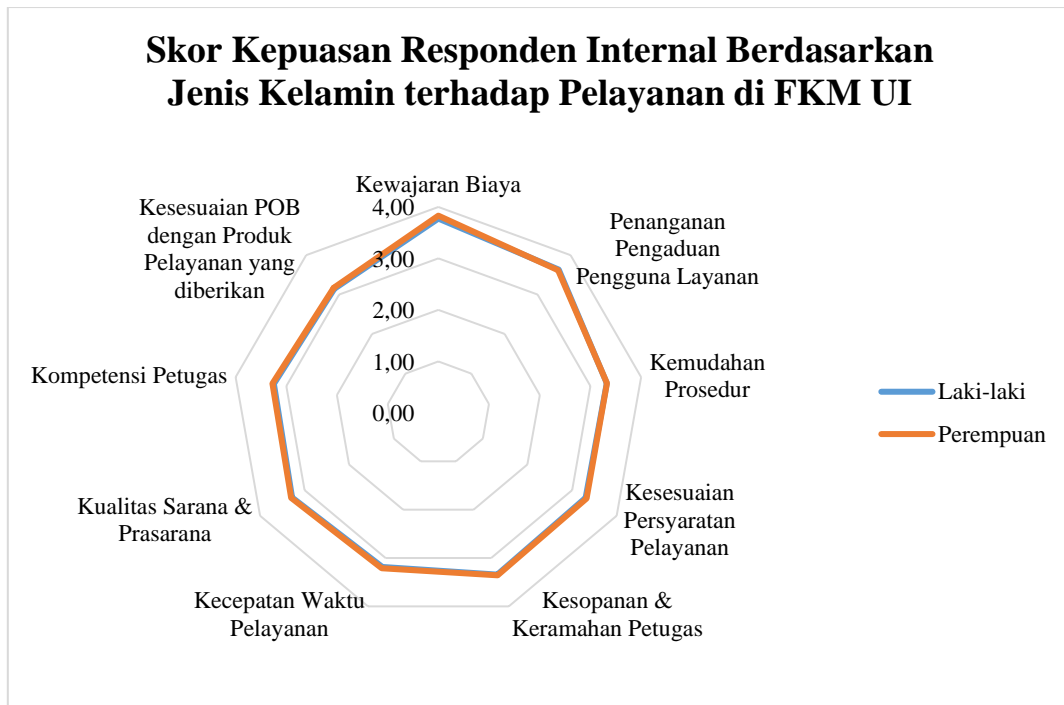 Skor Kepuasan Responden Internal Berdasarkan
Jenis Kelamin terhadap Pelayanan di FKM UI
Kewajaran Biaya
Penanganan
Pengaduan
Pengguna Layanan
Kemudahan
Prosedur
Kesesuaian
Persyaratan
Pelayanan
Kesopanan &
Keramahan Petugas
Kecepatan Waktu
Pelayanan
Kualitas Sarana &
Prasarana
Kompetensi Petugas
Kesesuaian POB
dengan Produk
Pelayanan yang
diberikan
4,00
3,00
2,00
1,00
0,00
Laki-laki
Perempuan